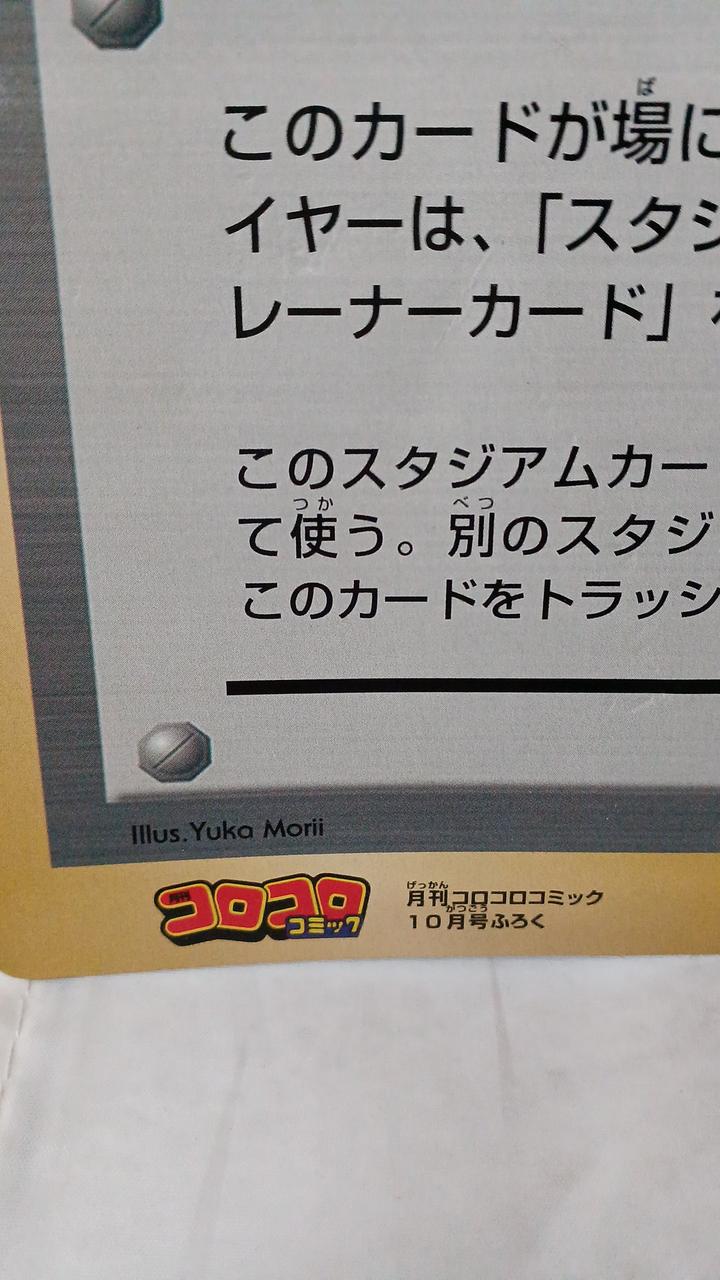 このカードが場に
イヤーは、「スタジ
レーナーカード」
このスタジアムカー
て使う。別のスタジ
このカードをトラッシ
Illus.Yuka Morii
月刊コロコロコミック
月刊コロコロコミック
10月号ふろく